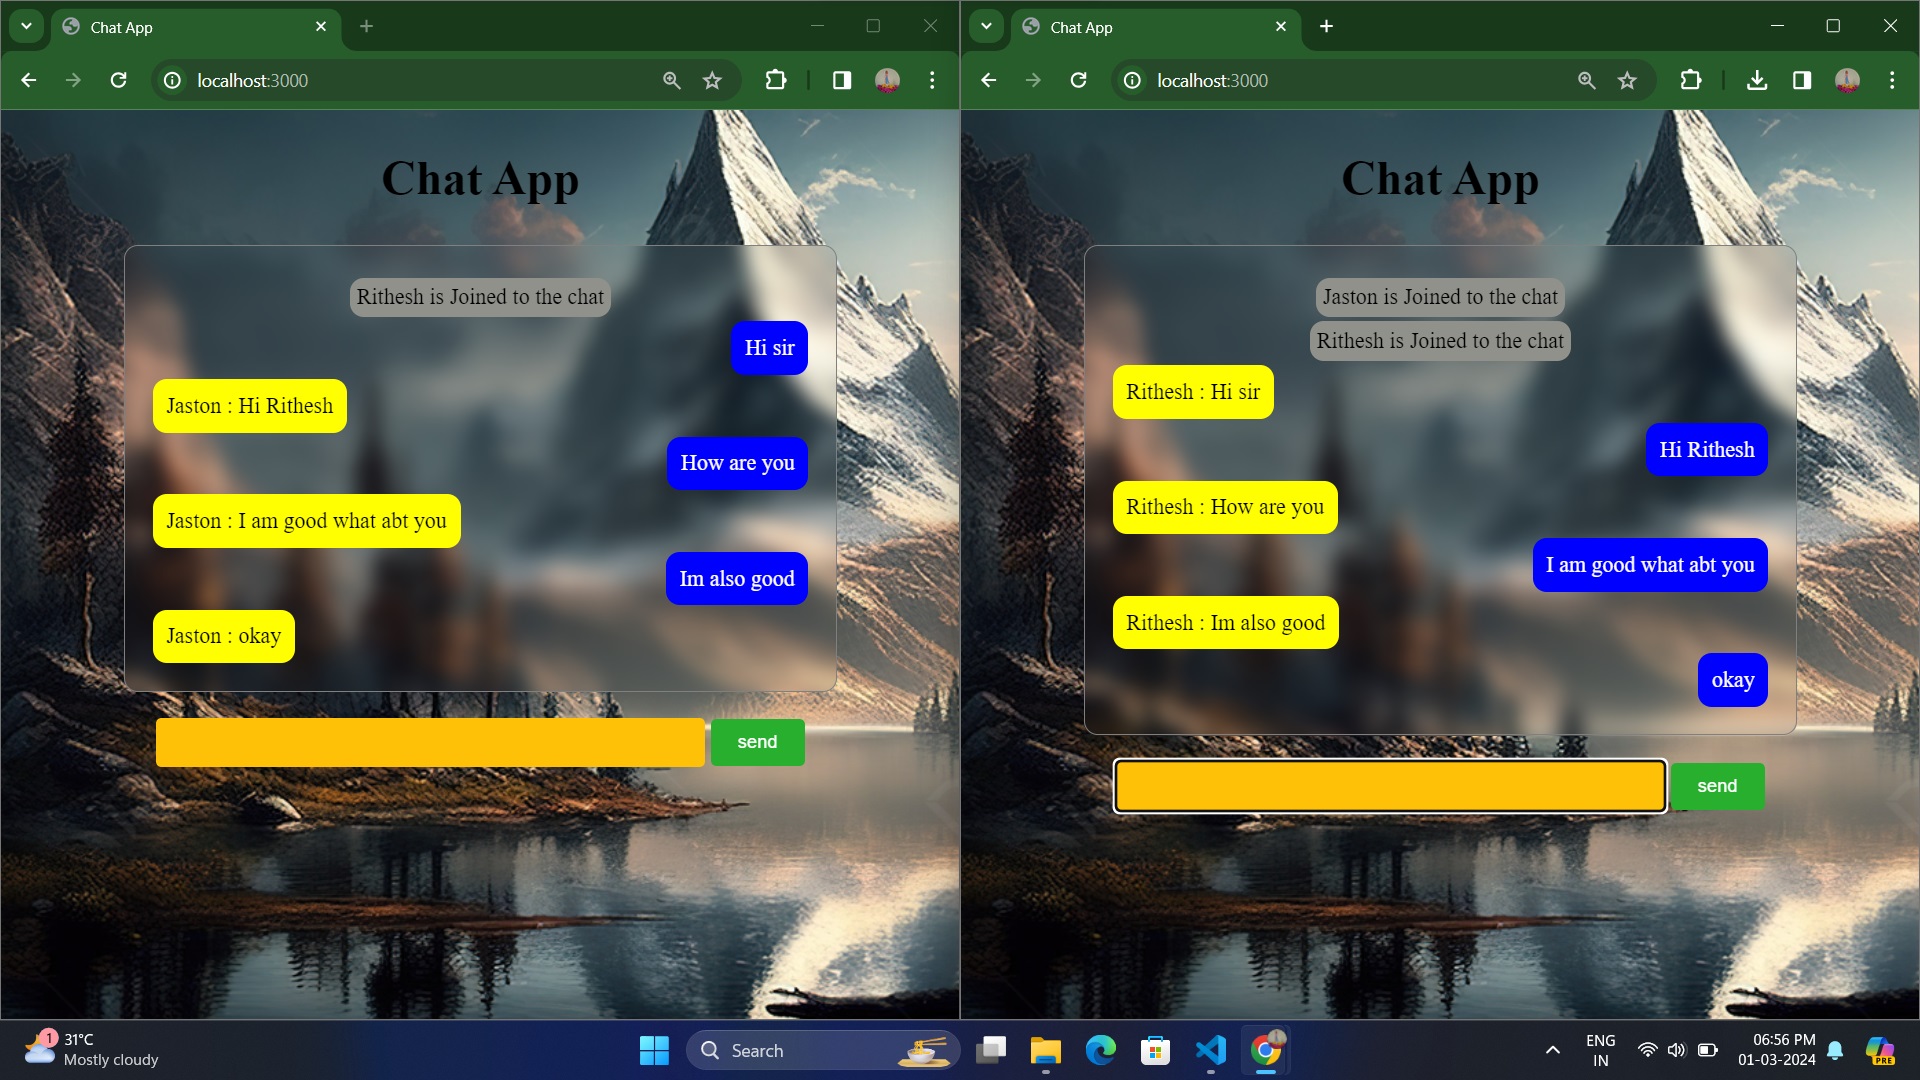 Chat App
localhost:3000
Chat App
Rithesh is Joined to the chat
Hi sir
Jaston : Hi Rithesh
How are you
Jaston : I am good what abt you
Im also good
Jaston : okay
send
Chat App
localhost:3000
Chat App
Jaston is Joined to the chat
Rithesh is Joined to the chat
Rithesh : Hi sir
Hi Rithesh
Rithesh : How are you
I am good what abt you
Rithesh : Im also good
okay
send
1
31°C
Mostly cloudy
Search
ENG
IN
06:56 PM
01-03-2024
PRE